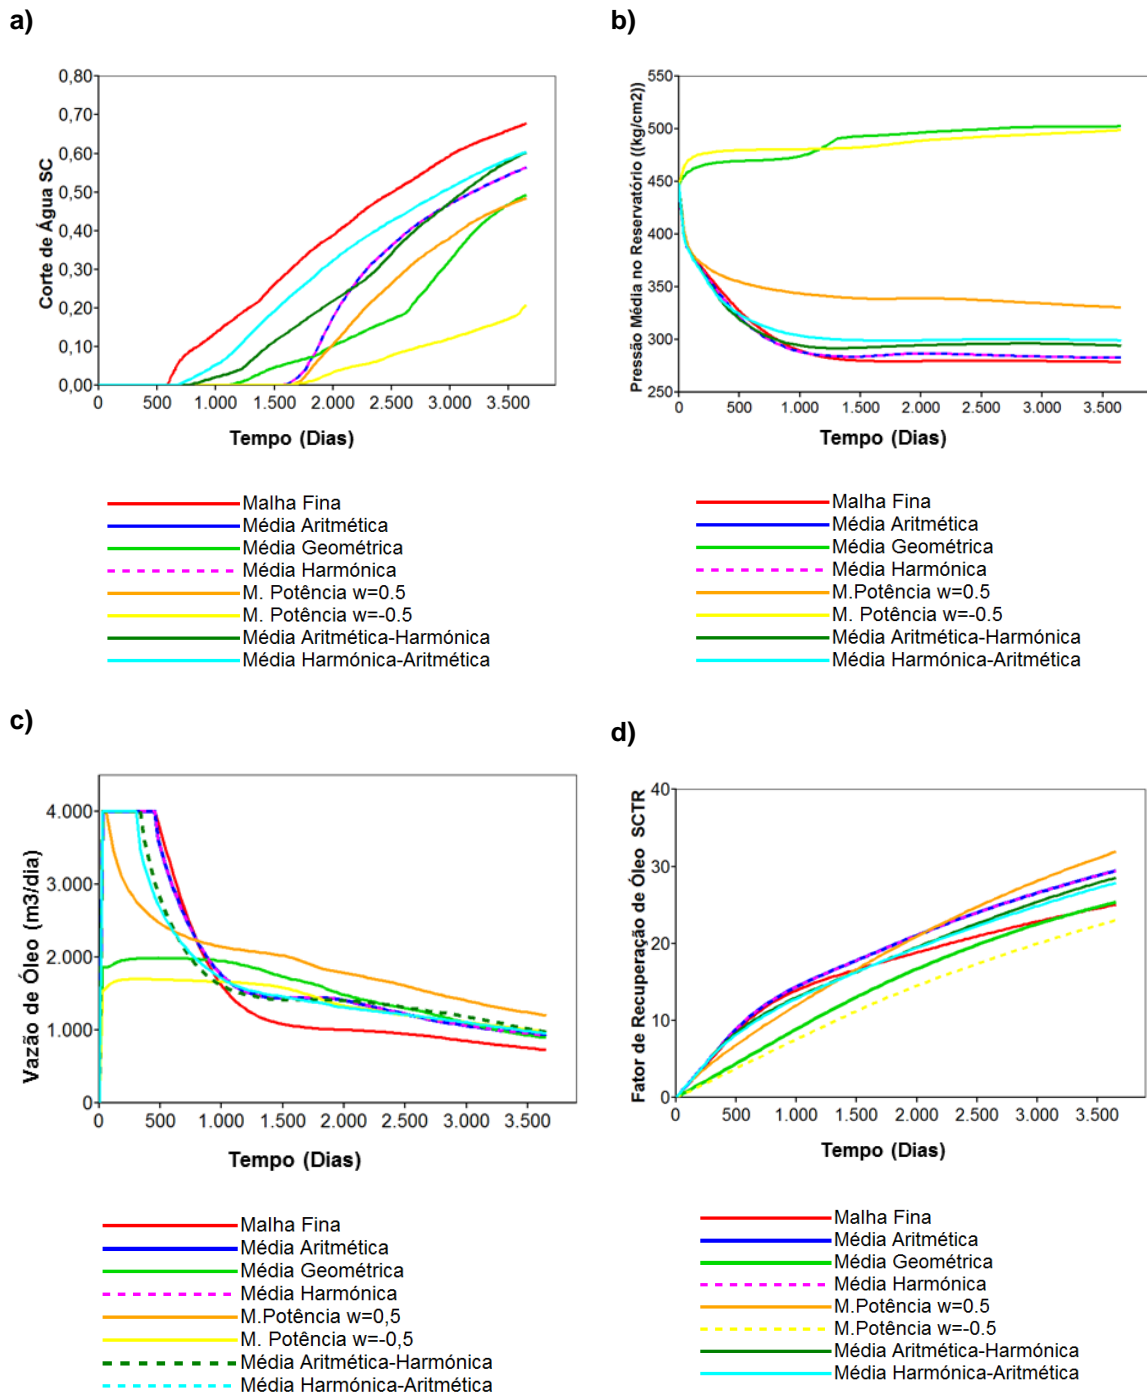 a)
Corte de Água SC
0,80
0,70
0,60
0,50
0,40
0,30
0,20
0,10
0,00
0 500 1.000 1.500 2.000 2.500 3.000 3.500
Tempo (Dias)
Malha Fina
Média Aritmética
Média Geométrica
Média Harmónica
M. Potência w=0.5
M. Potência w=-0.5
Média Aritmética-Harmónica
Média Harmónica-Aritmética
b)
Pressão Média no Reservatório ((kg/cm2))
550
500
450
400
350
300
250
0 500 1.000 1.500 2.000 2.500 3.000 3.500
Tempo (Dias)
Malha Fina
Média Aritmética
Média Geométrica
Média Harmónica
M.Potência w=0.5
M. Potência w=-0.5
Média Aritmética-Harmónica
Média Harmónica-Aritmética
c)
Vazão de Óleo (m3/dia)
4.000
3.000
2.000
1.000
0
0 500 1.000 1.500 2.000 2.500 3.000 3.500
Tempo (Dias)
Malha Fina
Média Aritmética
Média Geométrica
Média Harmónica
M.Potência w=0,5
M. Potência w=-0,5
Média Aritmética-Harmónica
Média Harmónica-Aritmética
d)
Fator de Recuperação de Óleo SCTR
40
30
20
10
0
0 500 1.000 1.500 2.000 2.500 3.000 3.500
Tempo (Dias)
Malha Fina
Média Aritmética
Média Geométrica
Média Harmónica
M.Potência w=0.5
M.Potência w=-0.5
Média Aritmética-Harmónica
Média Harmónica-Aritmética